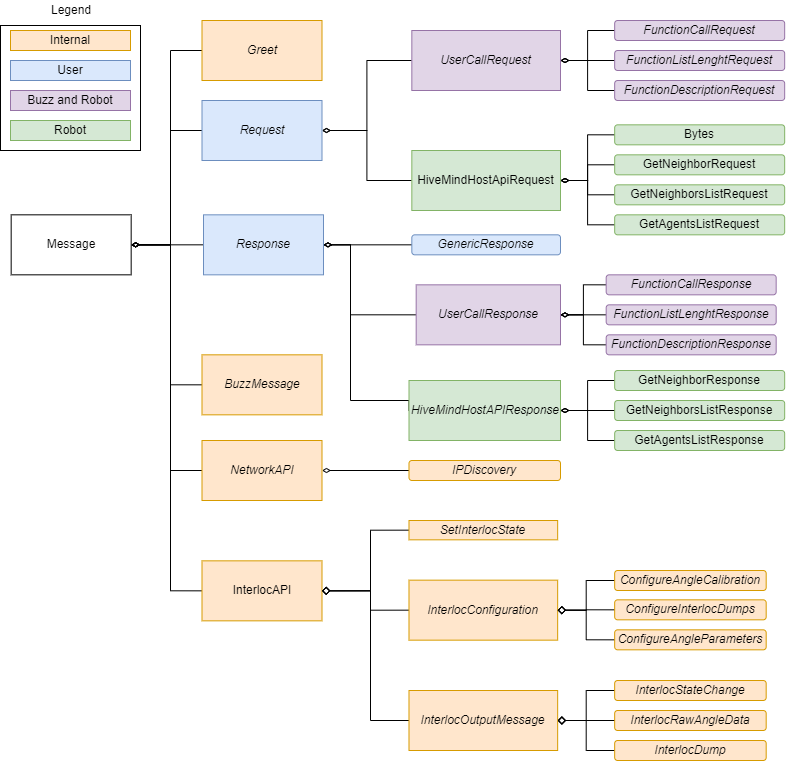 Legend
Internal
User
Buzz and Robot
Robot
Message
Greet
Request
UserCallRequest
FunctionCallRequest
FunctionListLenghtRequest
FunctionDescriptionRequest
HiveMindHostApiRequest
Bytes
GetNeighborRequest
GetNeighborsListRequest
GetAgentsListRequest
Response
GenericResponse
UserCallResponse
FunctionCallResponse
FunctionListLenghtResponse
FunctionDescriptionResponse
HiveMindHostAPIResponse
GetNeighborResponse
GetNeighborsListResponse
GetAgentsListResponse
BuzzMessage
NetworkAPI
IPDiscovery
InterlocAPI
SetInterlocState
InterlocConfiguration
ConfigureAngleCalibration
ConfigureInterlocDumps
ConfigureAngleParameters
InterlocOutputMessage
InterlocStateChange
InterlocRawAngleData
InterlocDump